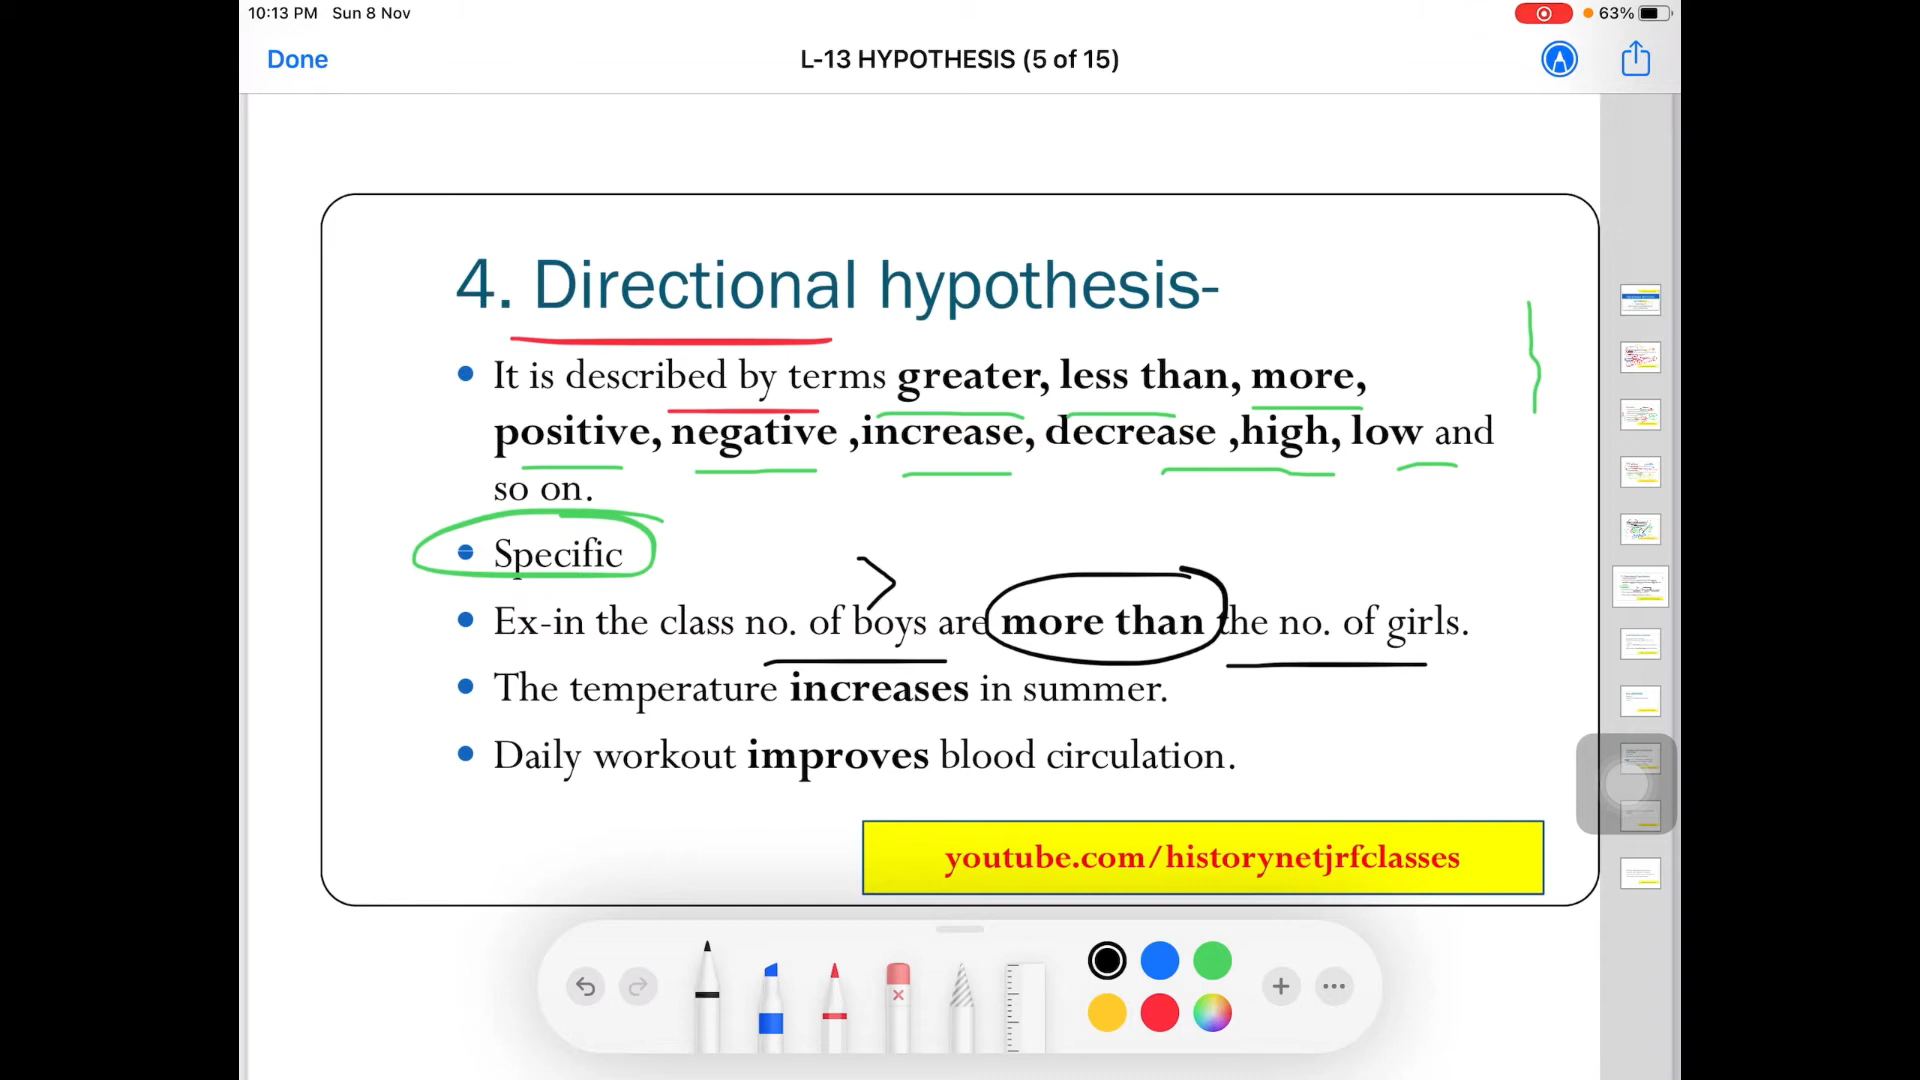 10:13 PM Sun 8 Nov
63%
Done
L-13 HYPOTHESIS (5 of 15)
4. Directional hypothesis-
• It is described by terms greater, less than, more,
positive, negative ,increase, decrease ,high, low and
so on.
• Specific
>
• Ex-in the class no. of boys are more than the no. of girls.
• The temperature increases in summer.
• Daily workout improves blood circulation.
youtube.com/historynetjrfclasses